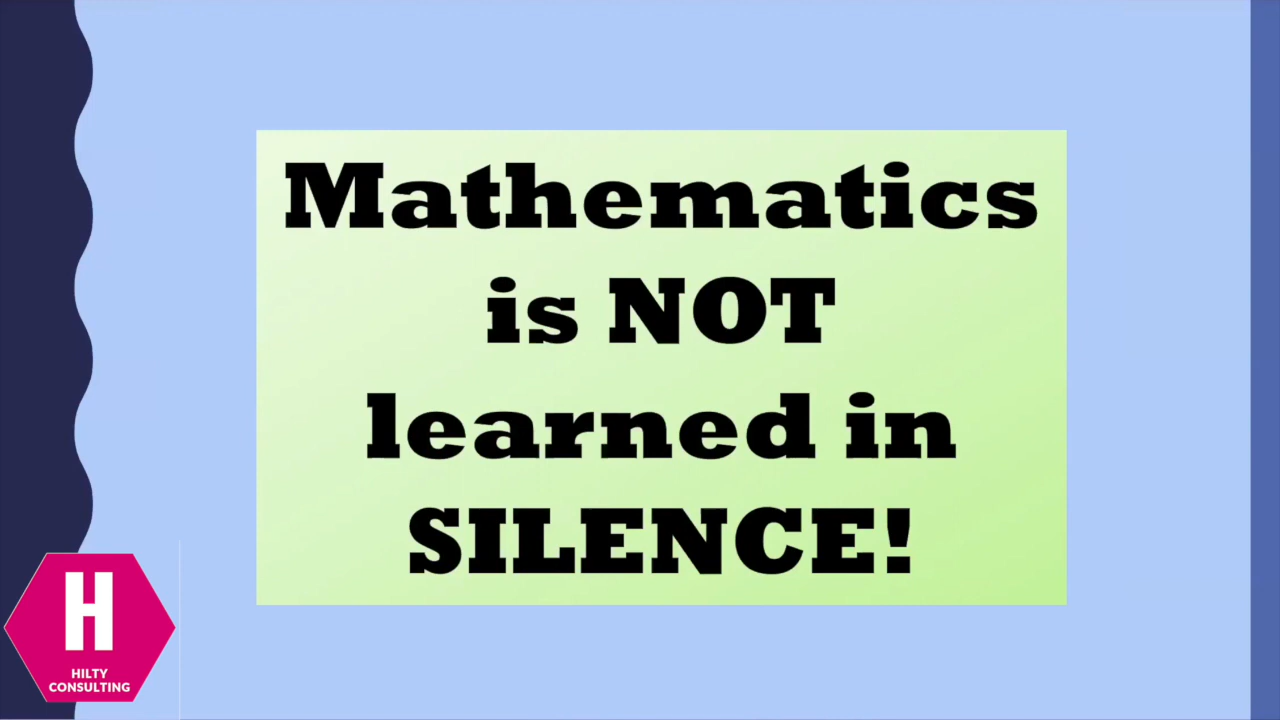 Mathematics
is NOT
learned in
SILENCE!
H
HILTY
CONSULTING